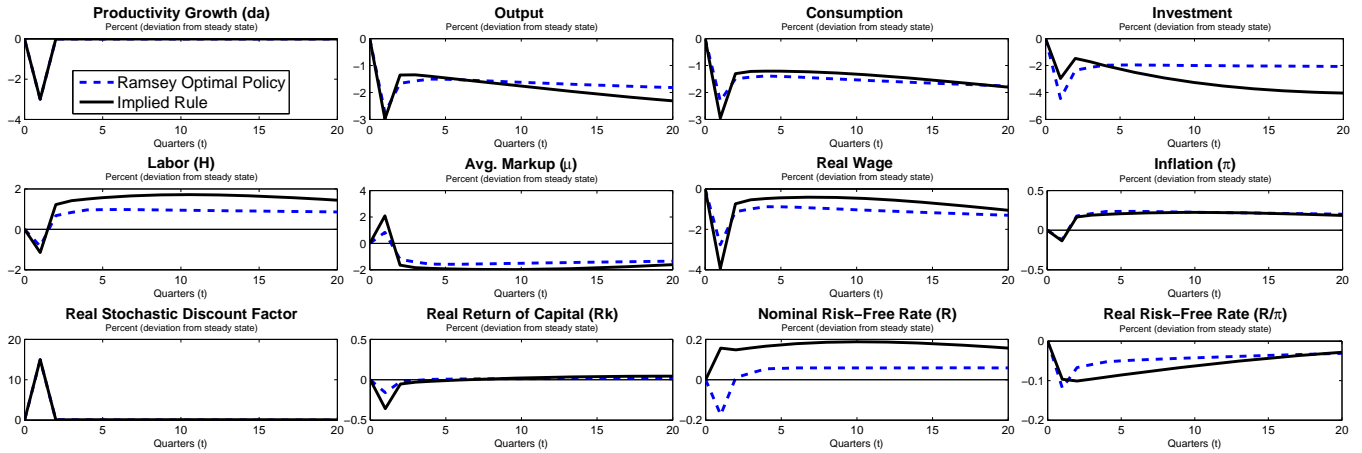 Productivity Growth (da)
Percent (deviation from steady state)
0
−2
−4
0 5 10 15 20
Quarters (t)
Ramsey Optimal Policy
Implied Rule
Output
Percent (deviation from steady state)
0
−1
−2
−3
0 5 10 15 20
Quarters (t)
Consumption
Percent (deviation from steady state)
0
−1
−2
−3
0 5 10 15 20
Quarters (t)
Investment
Percent (deviation from steady state)
0
−2
−4
−6
0 5 10 15 20
Quarters (t)
Labor (H)
Percent (deviation from steady state)
2
0
−2
0 5 10 15 20
Quarters (t)
Avg. Markup (μ)
Percent (deviation from steady state)
4
2
0
−2
0 5 10 15 20
Quarters (t)
Real Wage
Percent (deviation from steady state)
0
−2
−4
0 5 10 15 20
Quarters (t)
Inflation (π)
Percent (deviation from steady state)
0.5
0
−0.5
0 5 10 15 20
Quarters (t)
Real Stochastic Discount Factor
Percent (deviation from steady state)
20
10
0
0 5 10 15 20
Quarters (t)
Real Return of Capital (Rk)
Percent (deviation from steady state)
0.5
0
−0.5
0 5 10 15 20
Quarters (t)
Nominal Risk−Free Rate (R)
Percent (deviation from steady state)
0.2
0
−0.2
0 5 10 15 20
Quarters (t)
Real Risk−Free Rate (R/π)
Percent (deviation from steady state)
0
−0.1
−0.2
0 5 10 15 20
Quarters (t)